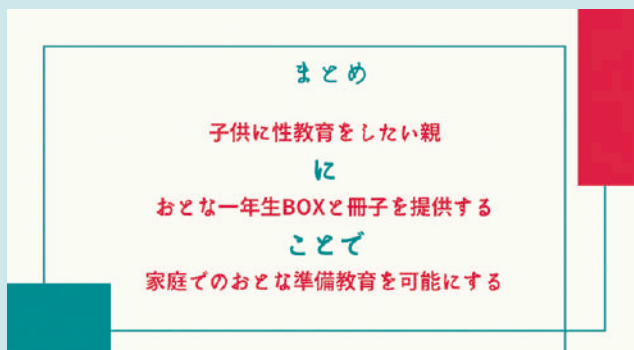 まとめ
子供に性教育をしたい親
に
おとな一年生BOXと冊子を提供する
ことで
家庭でのおとな準備教育を可能にする